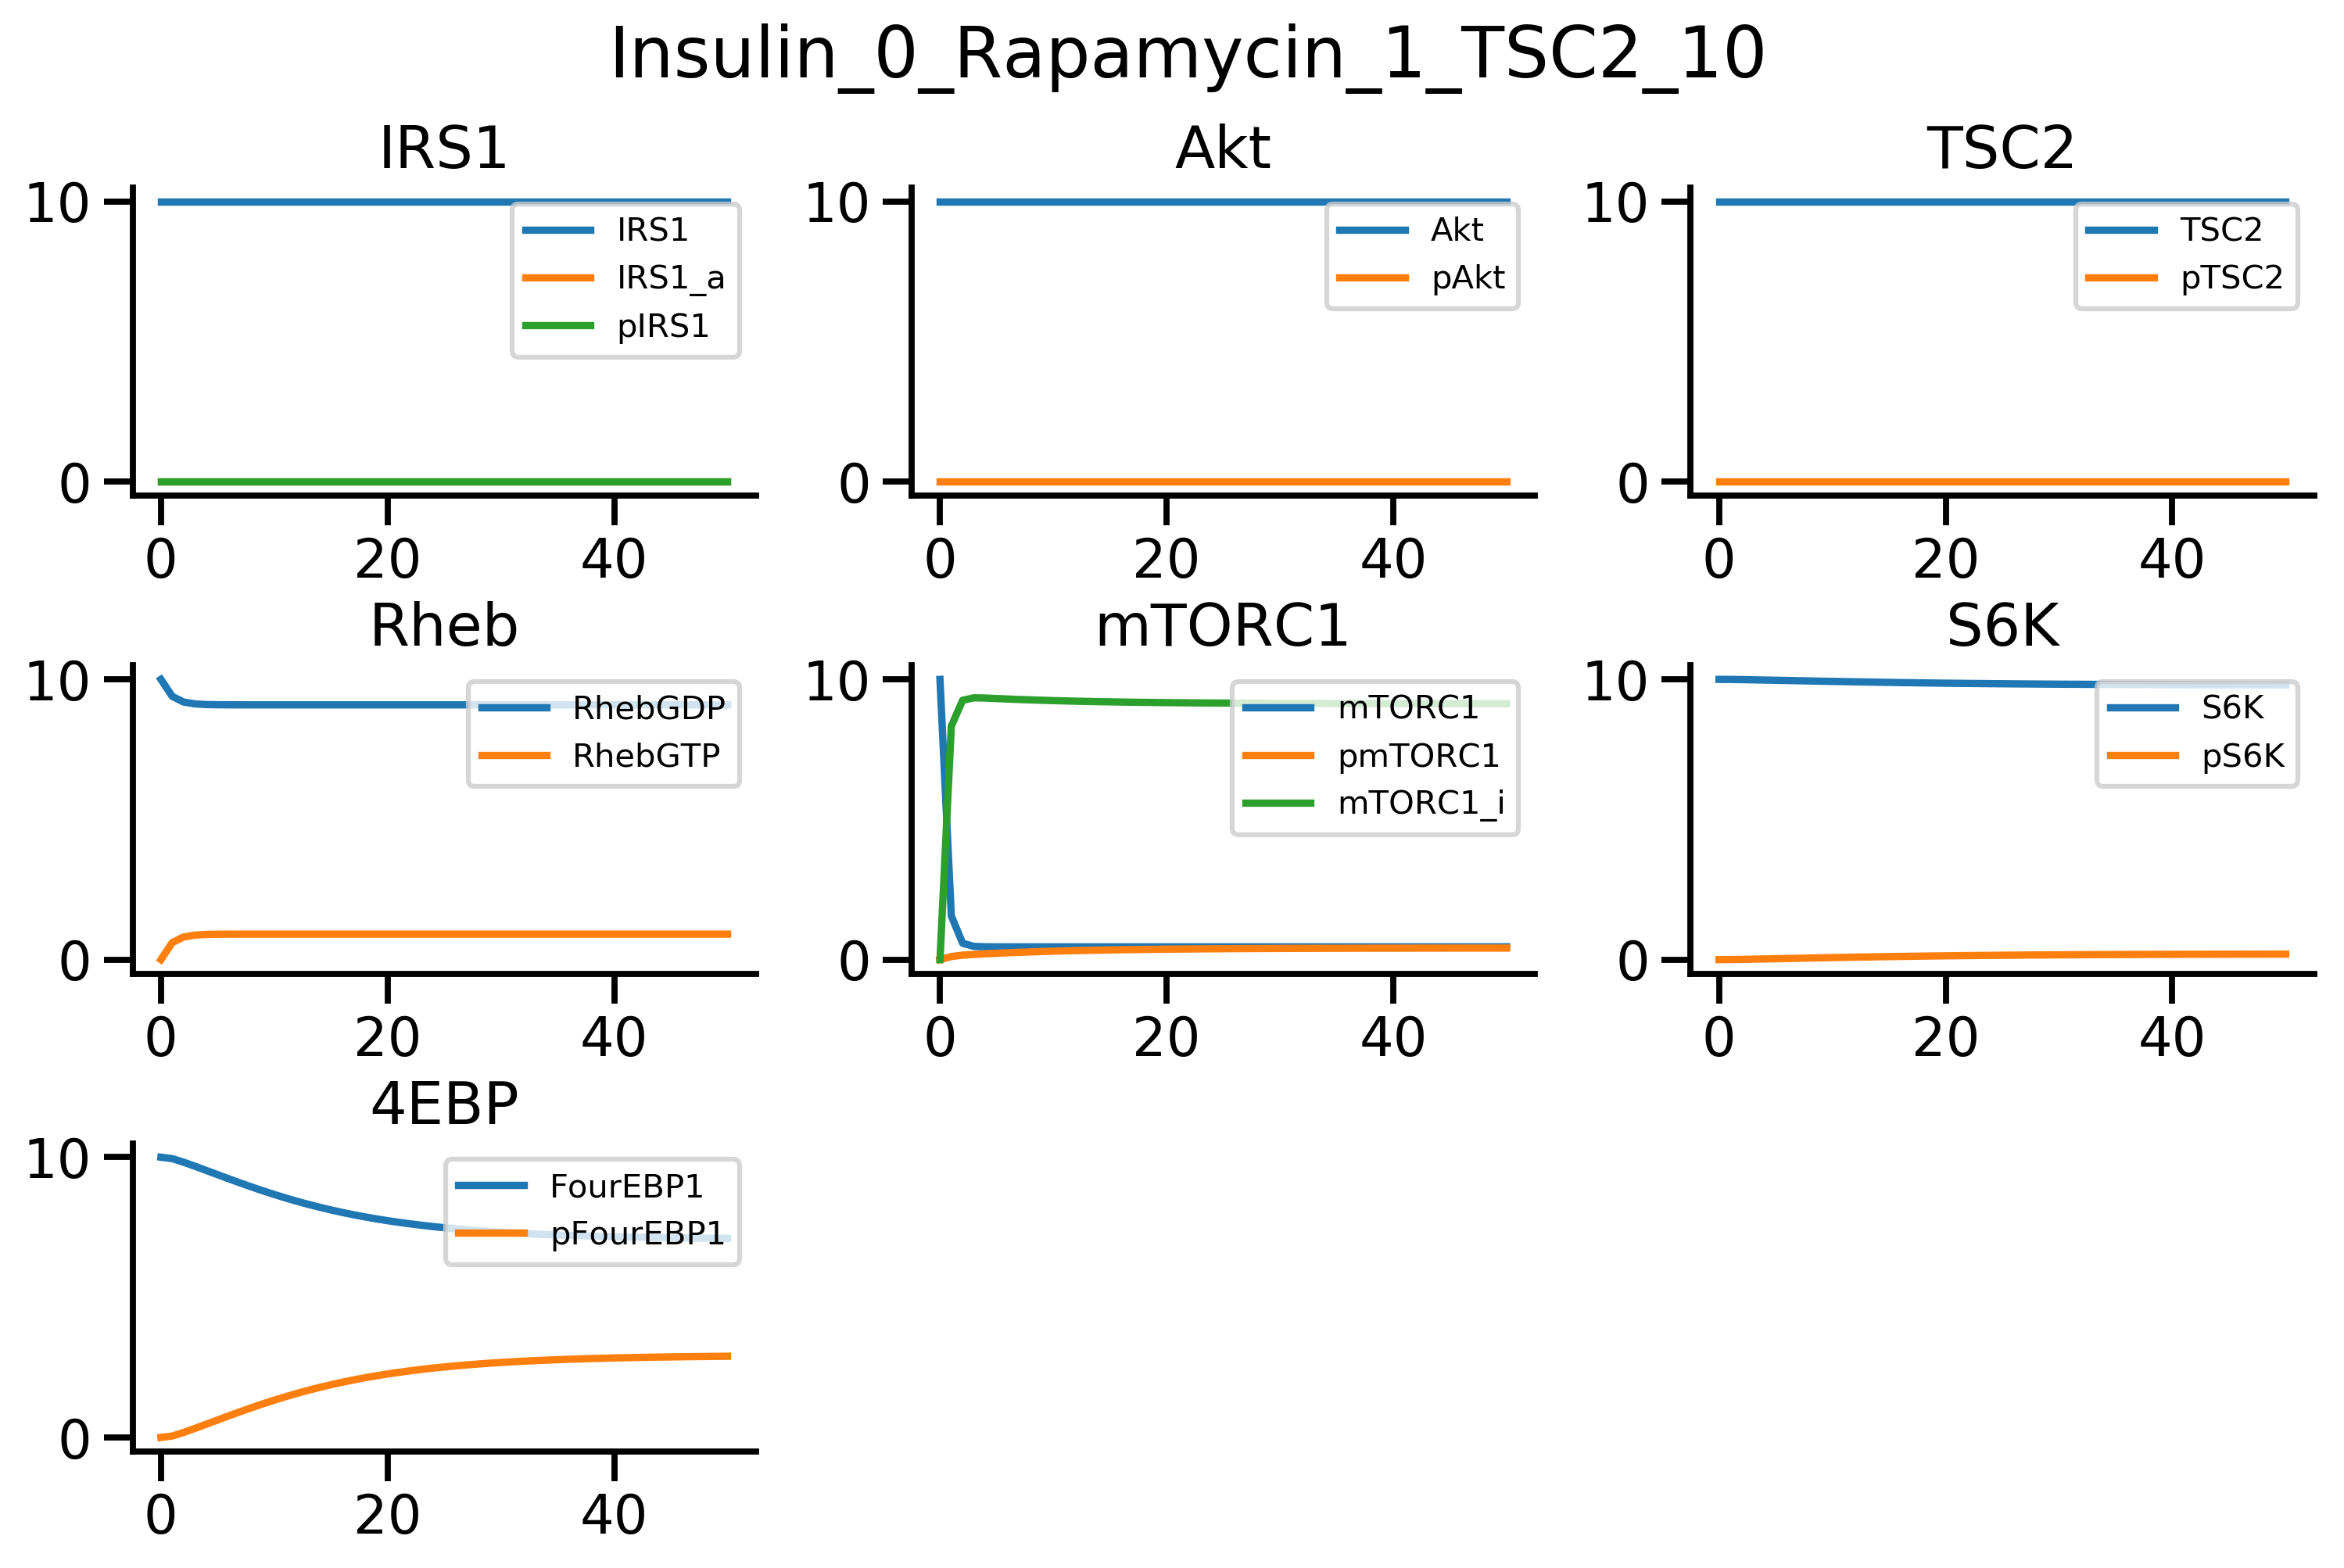 Insulin_0_Rapamycin_1_TSC2_10
IRS1
10
0
0 20 40
IRS1
IRS1_a
pIRS1
Akt
10
0
0 20 40
Akt
pAkt
TSC2
10
0
0 20 40
TSC2
pTSC2
Rheb
10
0
0 20 40
RhebGDP
RhebGTP
mTORC1
10
0
0 20 40
mTORC1
pmTORC1
mTORC1_i
S6K
10
0
0 20 40
S6K
pS6K
4EBP
10
0
0 20 40
FourEBP1
pFourEBP1